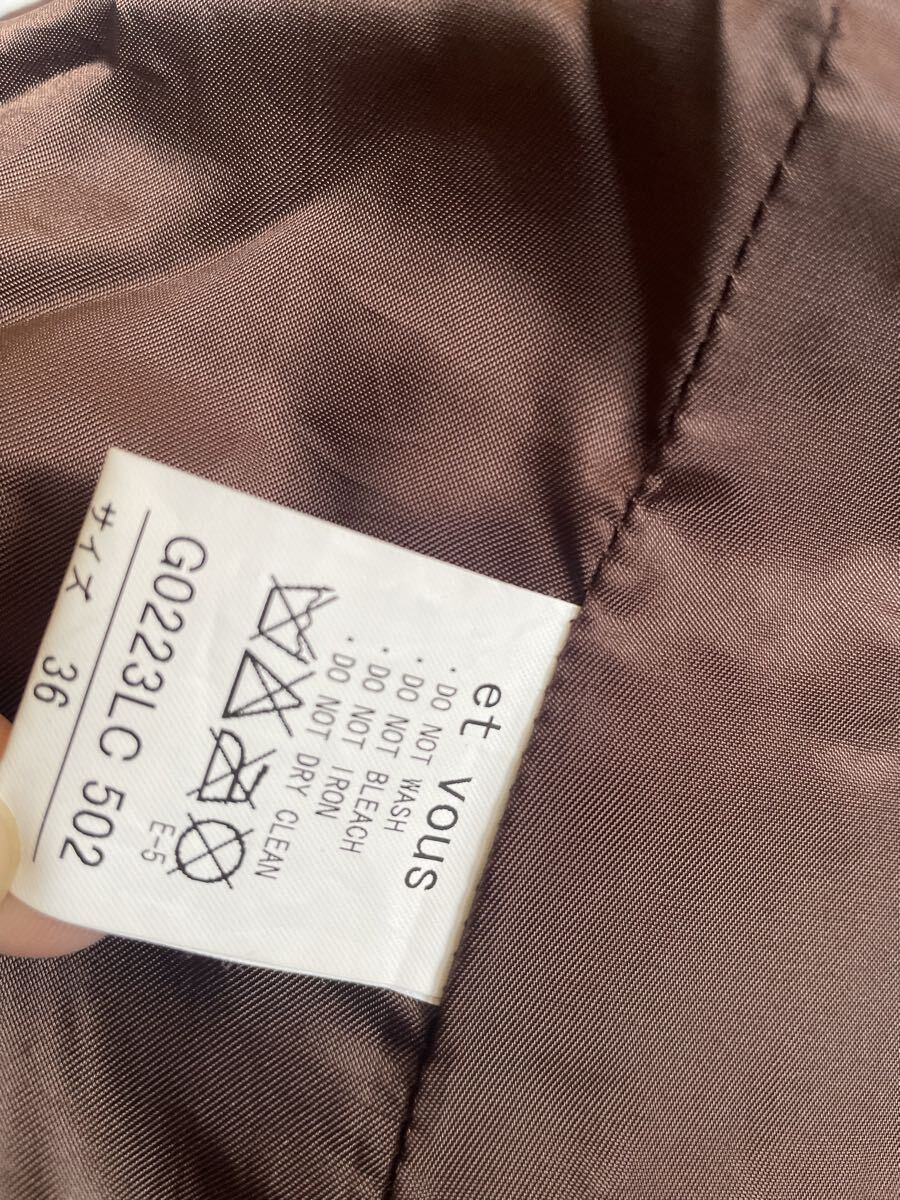 et vous
・DO NOT WASH
・DO NOT BLEACH
・DO NOT IRON
・DO NOT DRY CLEAN
E-5
G0223LC 502
サイズ 36